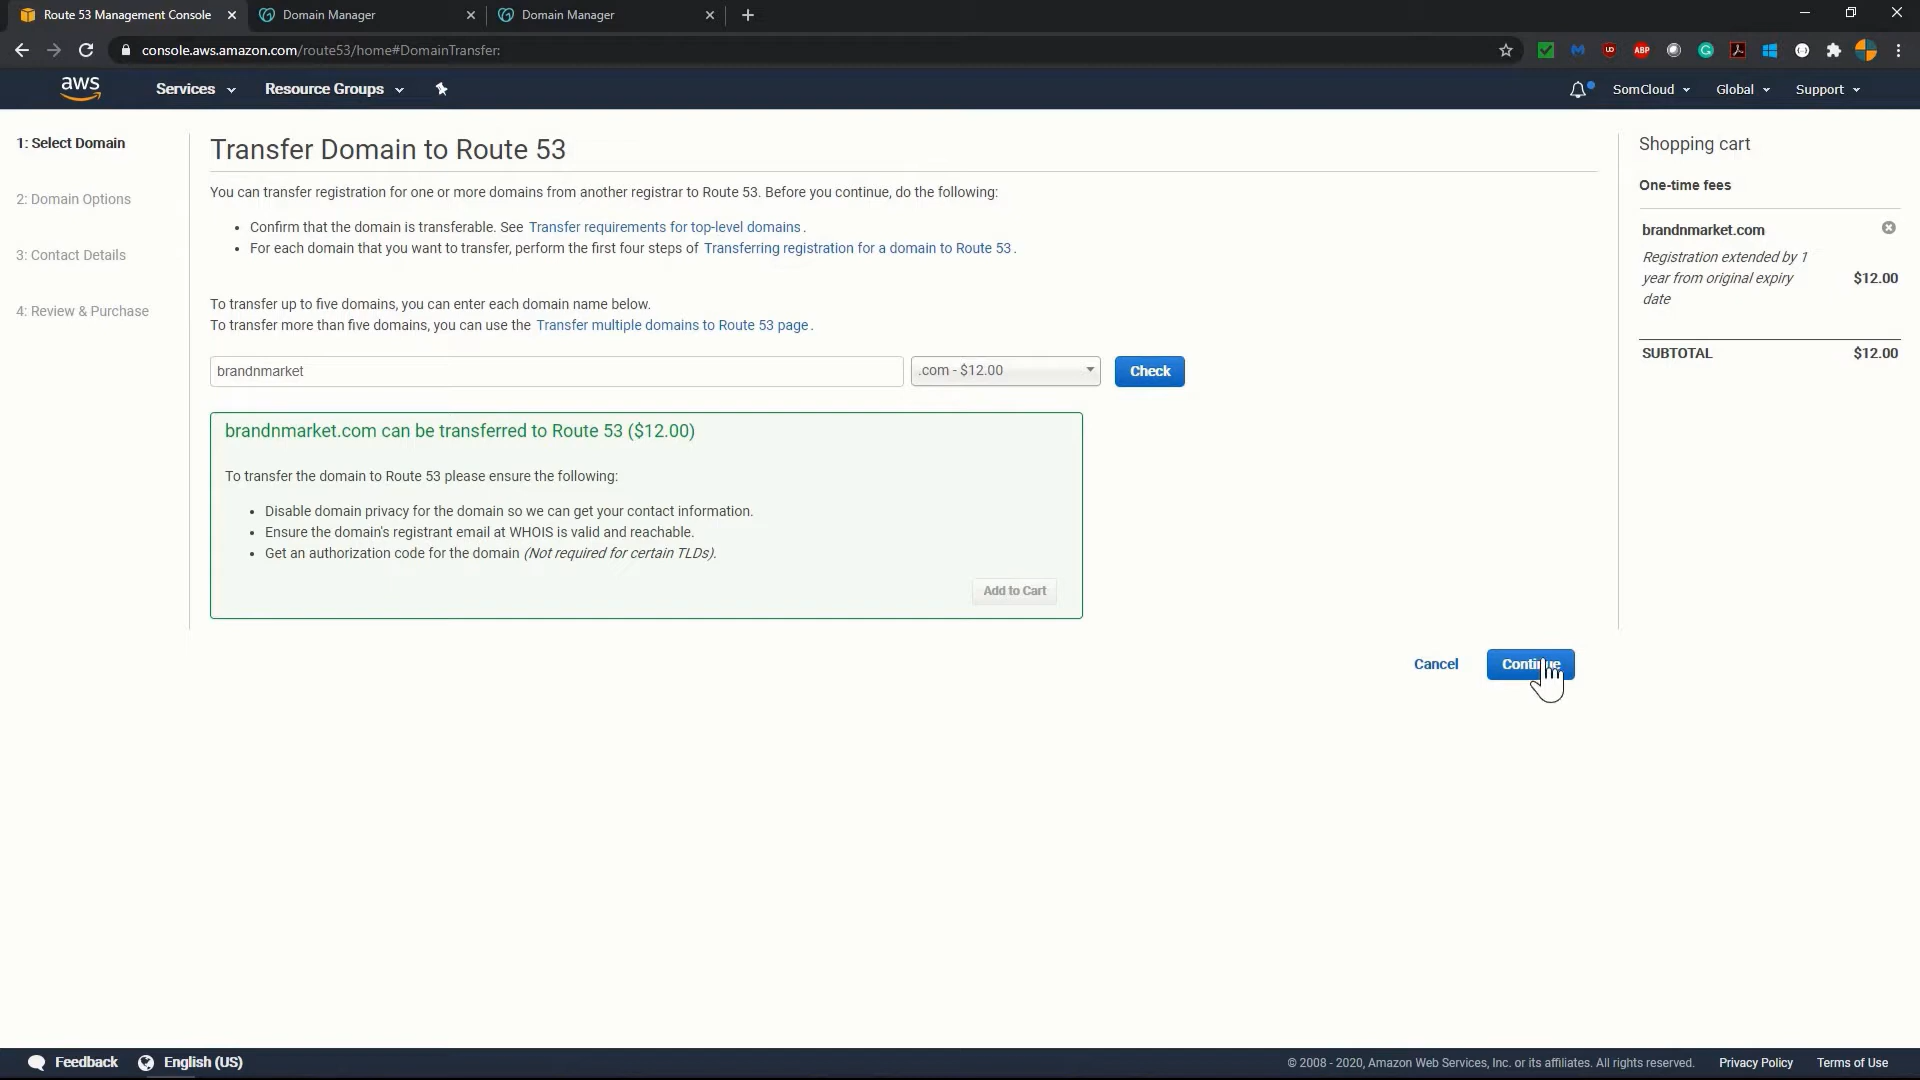 Route 53 Management Console
Domain Manager
Domain Manager
console.aws.amazon.com/route53/home#DomainTransfer:
ABP
aws
Services
Resource Groups
SomCloud
Global
Support
1: Select Domain
2: Domain Options
3: Contact Details
4: Review & Purchase
Transfer Domain to Route 53
You can transfer registration for one or more domains from another registrar to Route 53. Before you continue, do the following:
• Confirm that the domain is transferable. See Transfer requirements for top-level domains.
• For each domain that you want to transfer, perform the first four steps of Transferring registration for a domain to Route 53.
To transfer up to five domains, you can enter each domain name below.
To transfer more than five domains, you can use the Transfer multiple domains to Route 53 page.
brandnmarket
.com - $12.00
Check
brandnmarket.com can be transferred to Route 53 ($12.00)
To transfer the domain to Route 53 please ensure the following:
• Disable domain privacy for the domain so we can get your contact information.
• Ensure the domain's registrant email at WHOIS is valid and reachable.
• Get an authorization code for the domain (Not required for certain TLDs).
Add to Cart
Cancel
Continue
Shopping cart
One-time fees
brandnmarket.com
Registration extended by 1
year from original expiry
date
$12.00
SUBTOTAL
$12.00
Feedback
English (US)
© 2008 - 2020, Amazon Web Services, Inc. or its affiliates. All rights reserved.
Privacy Policy
Terms of Use